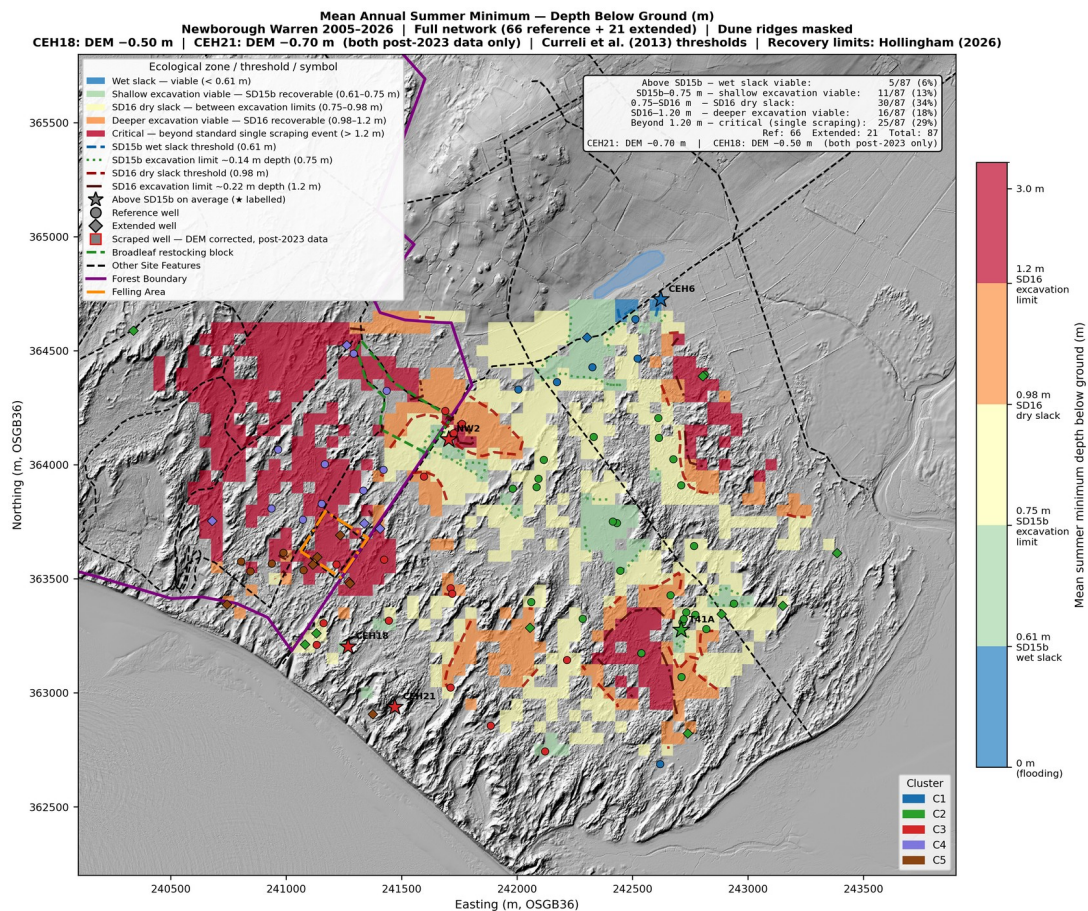 Mean Annual Summer Minimum — Depth Below Ground (m)
Newborough Warren 2005–2026 | Full network (66 reference + 21 extended) | Dune ridges masked
CEH18: DEM −0.50 m | CEH21: DEM −0.70 m (both post-2023 data only) | Curreli et al. (2013) thresholds | Recovery limits: Hollingham (2026)
Ecological zone / threshold / symbol
Wet slack — viable (< 0.61 m)
Shallow excavation viable — SD15b recoverable (0.61–0.75 m)
SD16 dry slack — between excavation limits (0.75–0.98 m)
Deeper excavation viable — SD16 recoverable (0.98–1.2 m)
Critical — beyond standard single scraping event (> 1.2 m)
SD15b wet slack threshold (0.61 m)
SD15b excavation limit ~0.14 m depth (0.75 m)
SD16 dry slack threshold (0.98 m)
SD16 excavation limit ~0.22 m depth (1.2 m)
Above SD15b on average (★ labelled)
Reference well
Extended well
Scraped well — DEM corrected, post-2023 data
Broadleaf restocking block
Other Site Features
Forest Boundary
Felling Area
Above SD15b — wet slack viable: 5/87 (6%)
SD15b–0.75 m — shallow excavation viable: 11/87 (13%)
0.75–SD16 m — SD16 dry slack: 30/87 (34%)
SD16–1.20 m — deeper excavation viable: 16/87 (18%)
Beyond 1.20 m — critical (single scraping): 25/87 (29%)
Ref: 66 Extended: 21 Total: 87
CEH21: DEM −0.70 m | CEH18: DEM −0.50 m (both post-2023 data only)
CEH6
NW2
T41A
CEH18
CEH21
Cluster
C1
C2
C3
C4
C5
3.0 m
1.2 m
SD16
excavation
limit
0.98 m
SD16
dry slack
0.75 m
SD15b
excavation
limit
0.61 m
SD15b
wet slack
0 m
(flooding)
Mean summer minimum depth below ground (m)
Northing (m, OSGB36)
365500
365000
364500
364000
363500
363000
362500
240500
241000
241500
242000
242500
243000
243500
Easting (m, OSGB36)